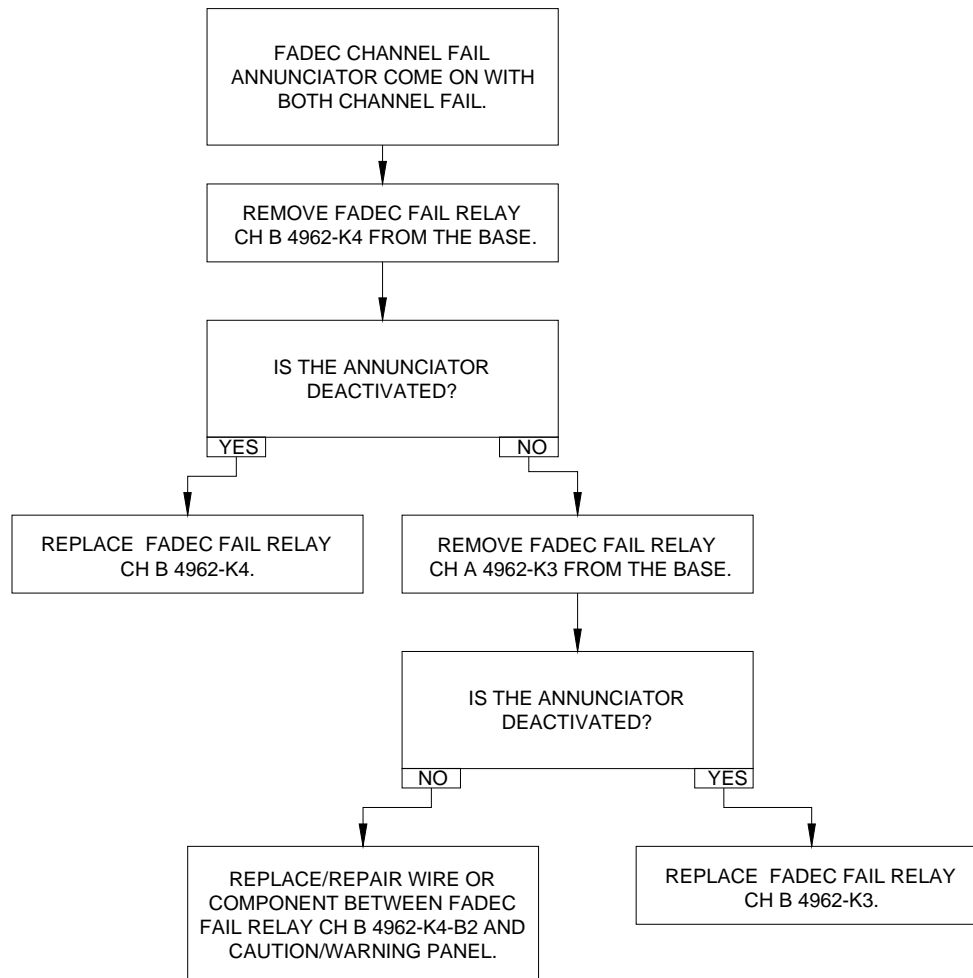 FADEC CHANNEL FAIL
ANNUNCIATOR COME ON WITH
BOTH CHANNEL FAIL.
REMOVE FADEC FAIL RELAY
CH B 4962-K4 FROM THE BASE.
IS THE ANNUNCIATOR
DEACTIVATED?
YES
NO
REPLACE FADEC FAIL RELAY
CH B 4962-K4.
REMOVE FADEC FAIL RELAY
CH A 4962-K3 FROM THE BASE.
IS THE ANNUNCIATOR
DEACTIVATED?
NO
YES
REPLACE/REPAIR WIRE OR
COMPONENT BETWEEN FADEC
FAIL RELAY CH B 4962-K4-B2 AND
CAUTION/WARNING PANEL.
REPLACE FADEC FAIL RELAY
CH B 4962-K3.